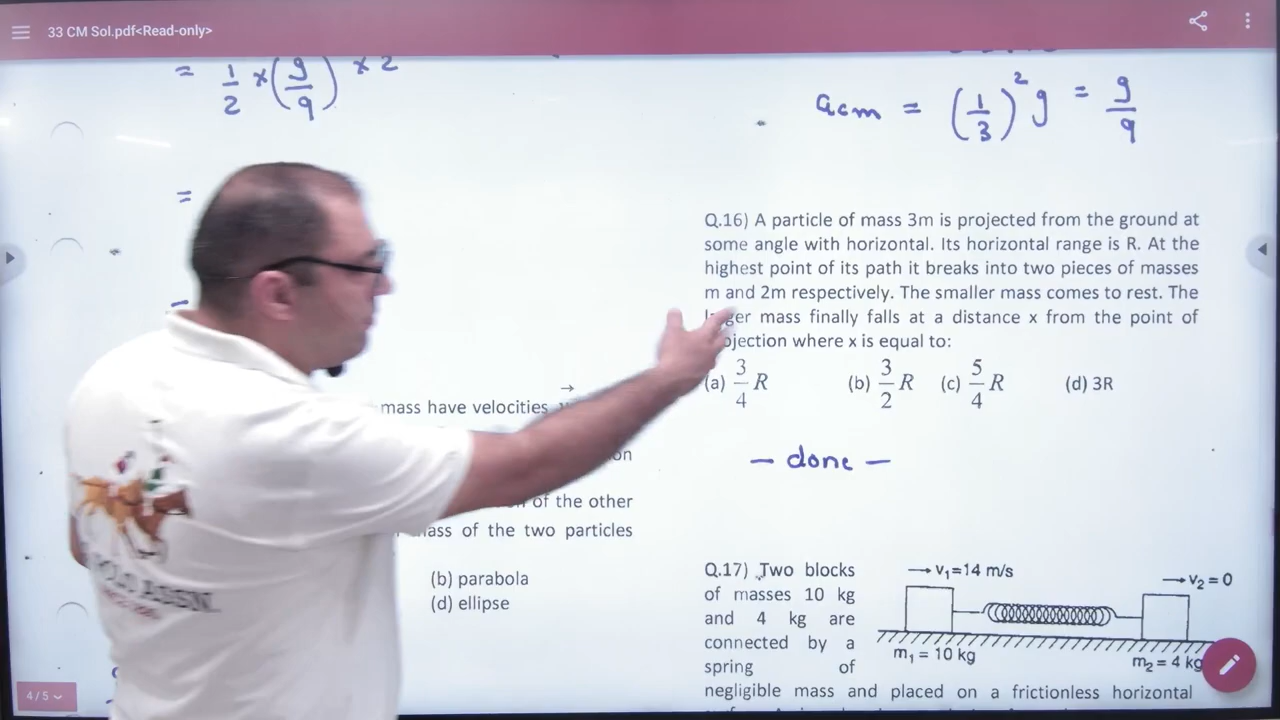 33 CM Sol.pdf<Read-only>
= 1/2 × (g/9) × 2
=
mass have velocities
of the other
mass of the two particles
(b) parabola
(d) ellipse
acm = (1/3)² g = g/9
Q.16) A particle of mass 3m is projected from the ground at
some angle with horizontal. Its horizontal range is R. At the
highest point of its path it breaks into two pieces of masses
m and 2m respectively. The smaller mass comes to rest. The
mass finally falls at a distance x from the point of
where x is equal to:
(a) 3/4 R (b) 3/2 R (c) 5/4 R (d) 3R
– done –
Q.17) Two blocks
of masses 10 kg
and 4 kg are
connected by a
spring of
negligible mass and placed on a frictionless horizontal
→ v₁=14 m/s
→ v₂ = 0
m₁ = 10 kg
m₂ = 4 kg
4 / 5